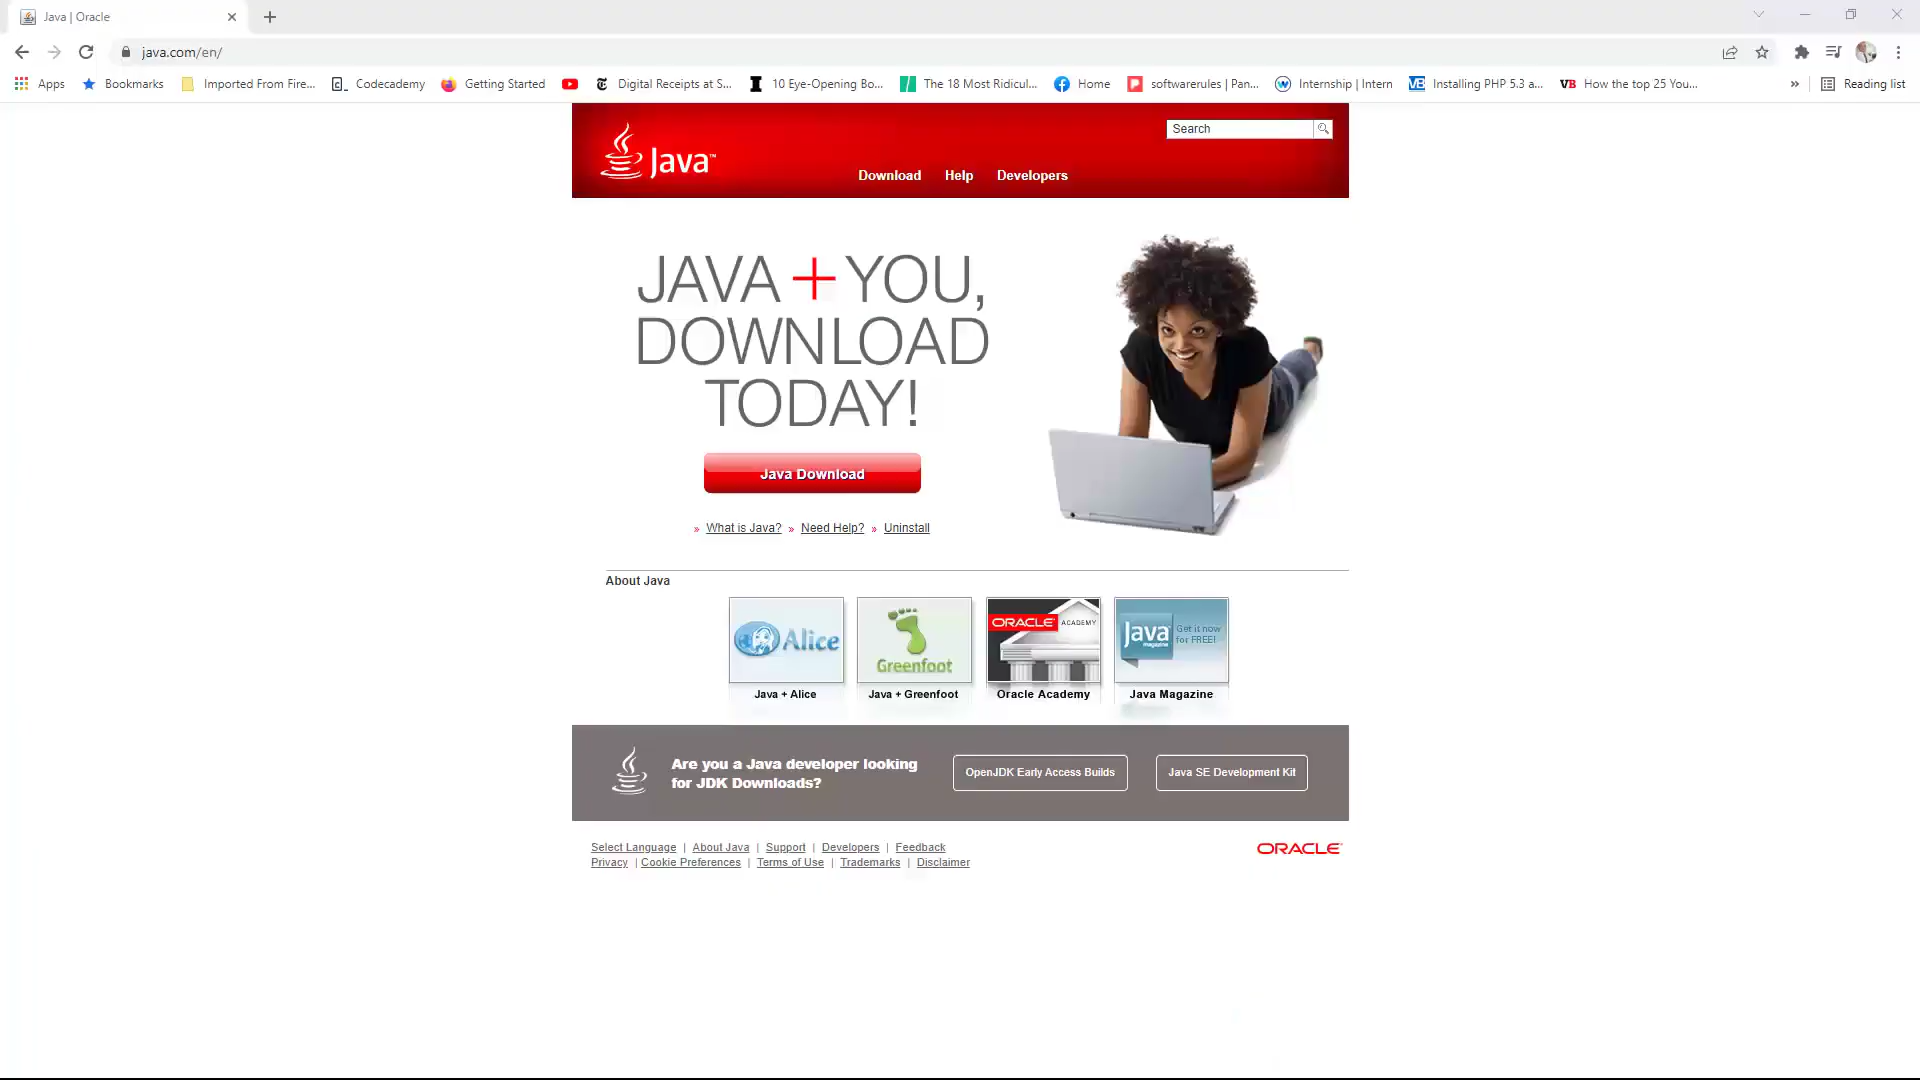 Java | Oracle
java.com/en/
Apps Bookmarks Imported From Fire... Codecademy Getting Started Digital Receipts at S... 10 Eye-Opening Bo... The 18 Most Ridicul... Home softwarerules | Pan... Internship | Intern Installing PHP 5.3 a... How the top 25 You... » Reading list
Search
Java™
Download Help Developers
JAVA + YOU,
DOWNLOAD
TODAY!
Java Download
» What is Java? » Need Help? » Uninstall
About Java
Alice
Greenfoot
ORACLE ACADEMY
Java magazine Get it now for FREE!
Java + Alice Java + Greenfoot Oracle Academy Java Magazine
Are you a Java developer looking
for JDK Downloads?
OpenJDK Early Access Builds Java SE Development Kit
Select Language | About Java | Support | Developers | Feedback
Privacy | Cookie Preferences | Terms of Use | Trademarks | Disclaimer
ORACLE